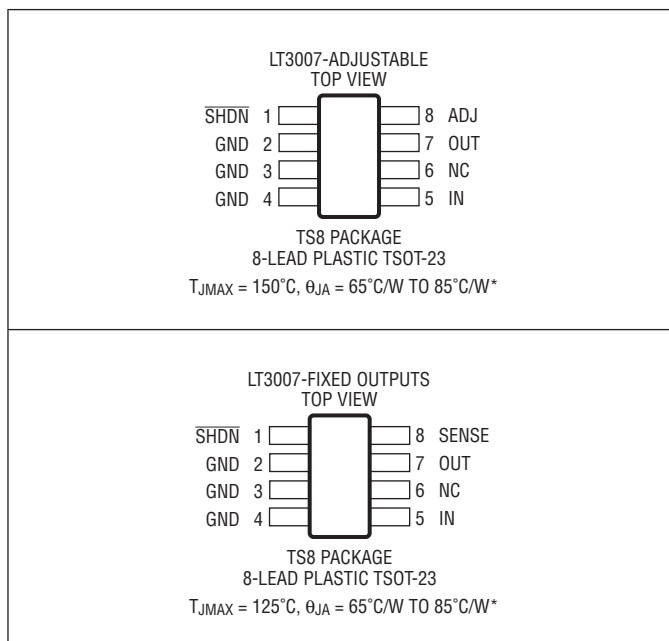 LT3007-ADJUSTABLE
TOP VIEW
SHDN 1
8 ADJ
GND 2
7 OUT
GND 3
6 NC
GND 4
5 IN
TS8 PACKAGE
8-LEAD PLASTIC TSOT-23
TJMAX = 150°C, θJA = 65°C/W TO 85°C/W*
LT3007-FIXED OUTPUTS
TOP VIEW
SHDN 1
8 SENSE
GND 2
7 OUT
GND 3
6 NC
GND 4
5 IN
TS8 PACKAGE
8-LEAD PLASTIC TSOT-23
TJMAX = 125°C, θJA = 65°C/W TO 85°C/W*